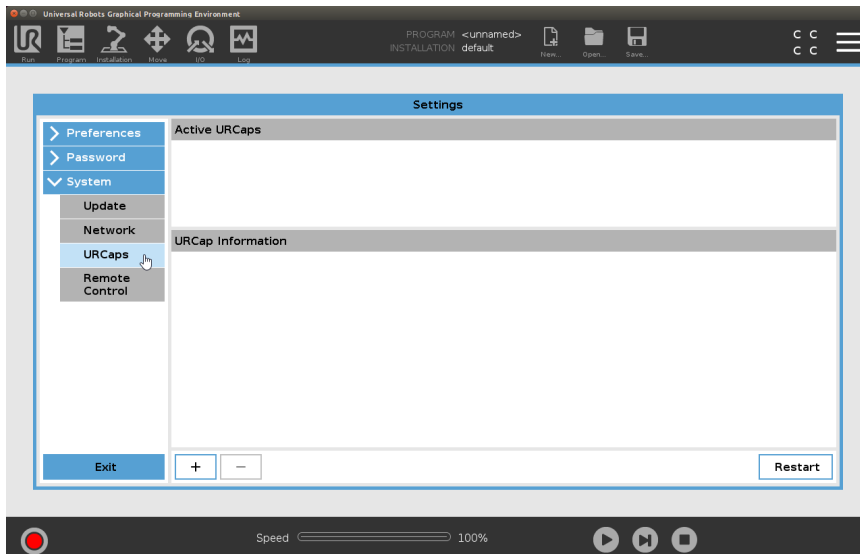 Universal Robots Graphical Programming Environment
UR
Run
Program
Installation
Move
I/O
Log
PROGRAM <unnamed>
INSTALLATION default
New...
Open...
Save...
C C
C C
Settings
Preferences
Password
System
Update
Network
URCaps
Remote
Control
Exit
Active URCaps
URCap Information
+
−
Restart
Speed
100%